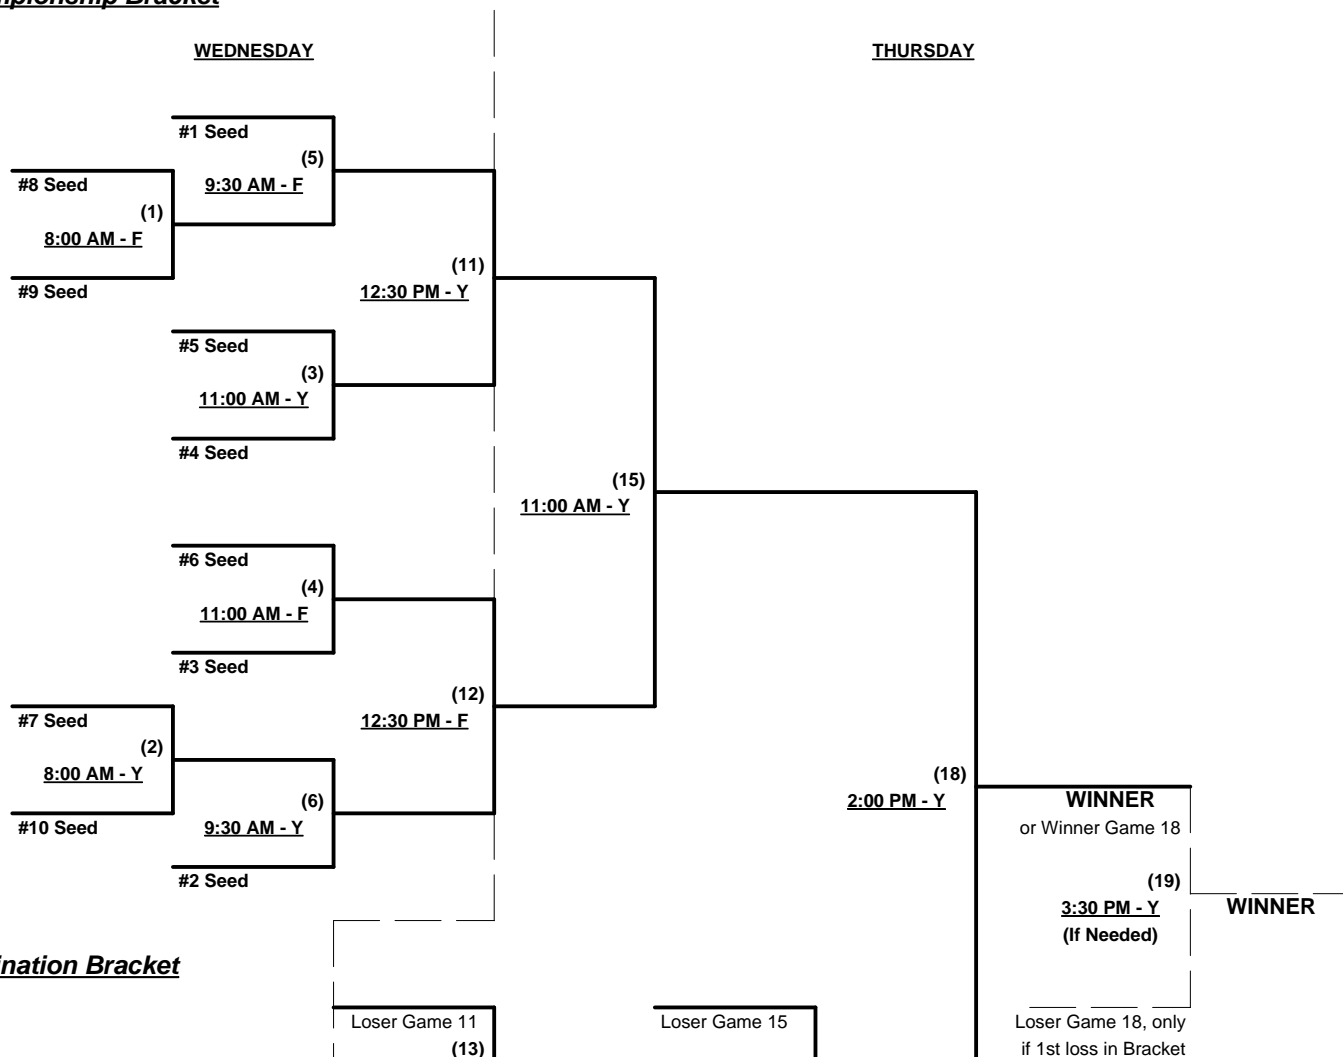 WEDNESDAY
THURSDAY
#1 Seed
(5)
9:30 AM - F
#8 Seed
(1)
8:00 AM - F
#9 Seed
(11)
12:30 PM - Y
#5 Seed
(3)
11:00 AM - Y
#4 Seed
(15)
11:00 AM - Y
#6 Seed
(4)
11:00 AM - F
#3 Seed
(12)
12:30 PM - F
#7 Seed
(2)
8:00 AM - Y
#10 Seed
(6)
9:30 AM - Y
#2 Seed
(18)
2:00 PM - Y
WINNER
or Winner Game 18
(19)
3:30 PM - Y
(If Needed)
WINNER
Bracket
Loser Game 11
(13)
Loser Game 15
Loser Game 18, only
if 1st loss in Bracket